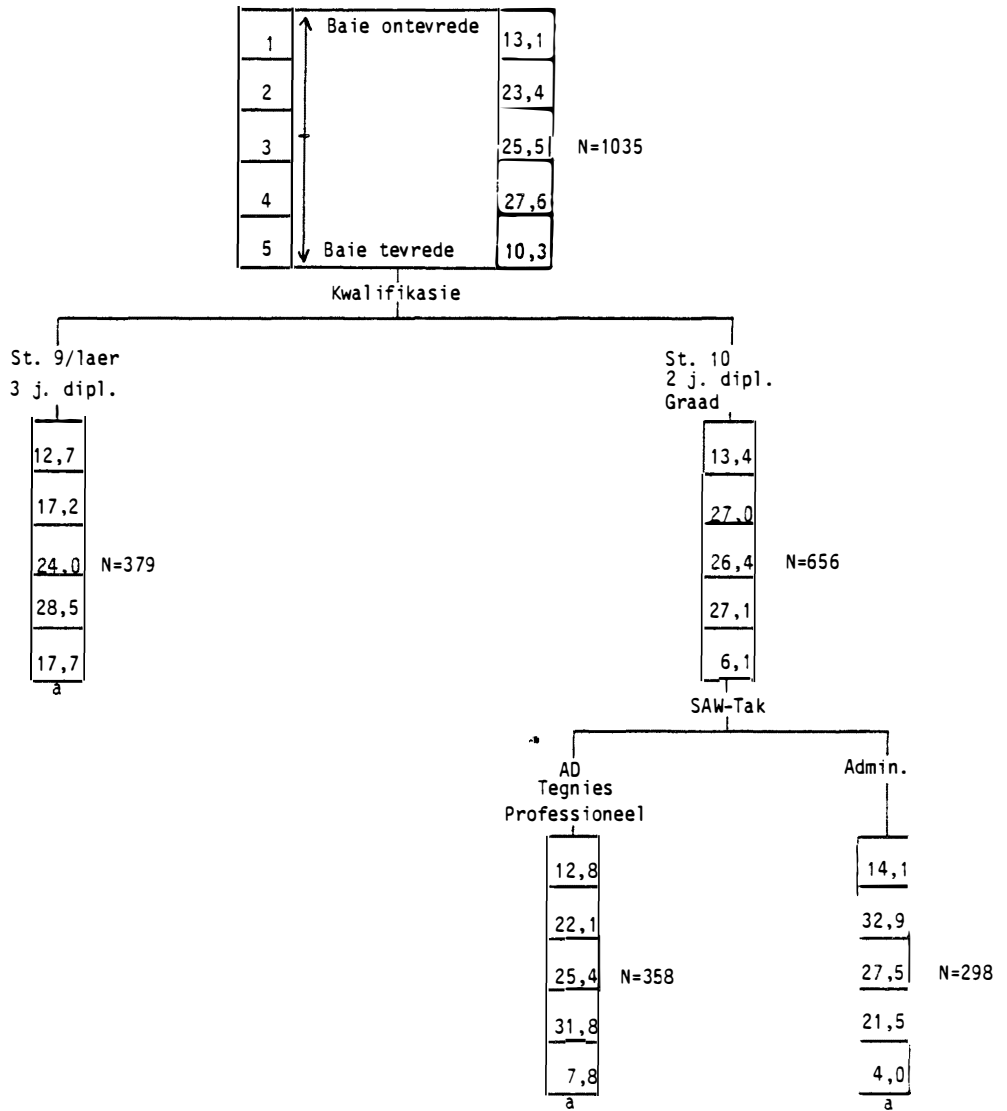 1 Baie ontevrede 13,1
2 23,4
3 25,5 N=1035
4 27,6
5 Baie tevrede 10,3
Kwalifikasie
St. 9/laer
3 j. dipl.
12,7
17,2
24,0 N=379
28,5
17,7
a
St. 10
2 j. dipl.
Graad
13,4
27,0
26,4 N=656
27,1
6,1
SAW-Tak
AD
Tegnies
Professioneel
12,8
22,1
25,4 N=358
31,8
7,8
a
Admin.
14,1
32,9
27,5 N=298
21,5
4,0
a